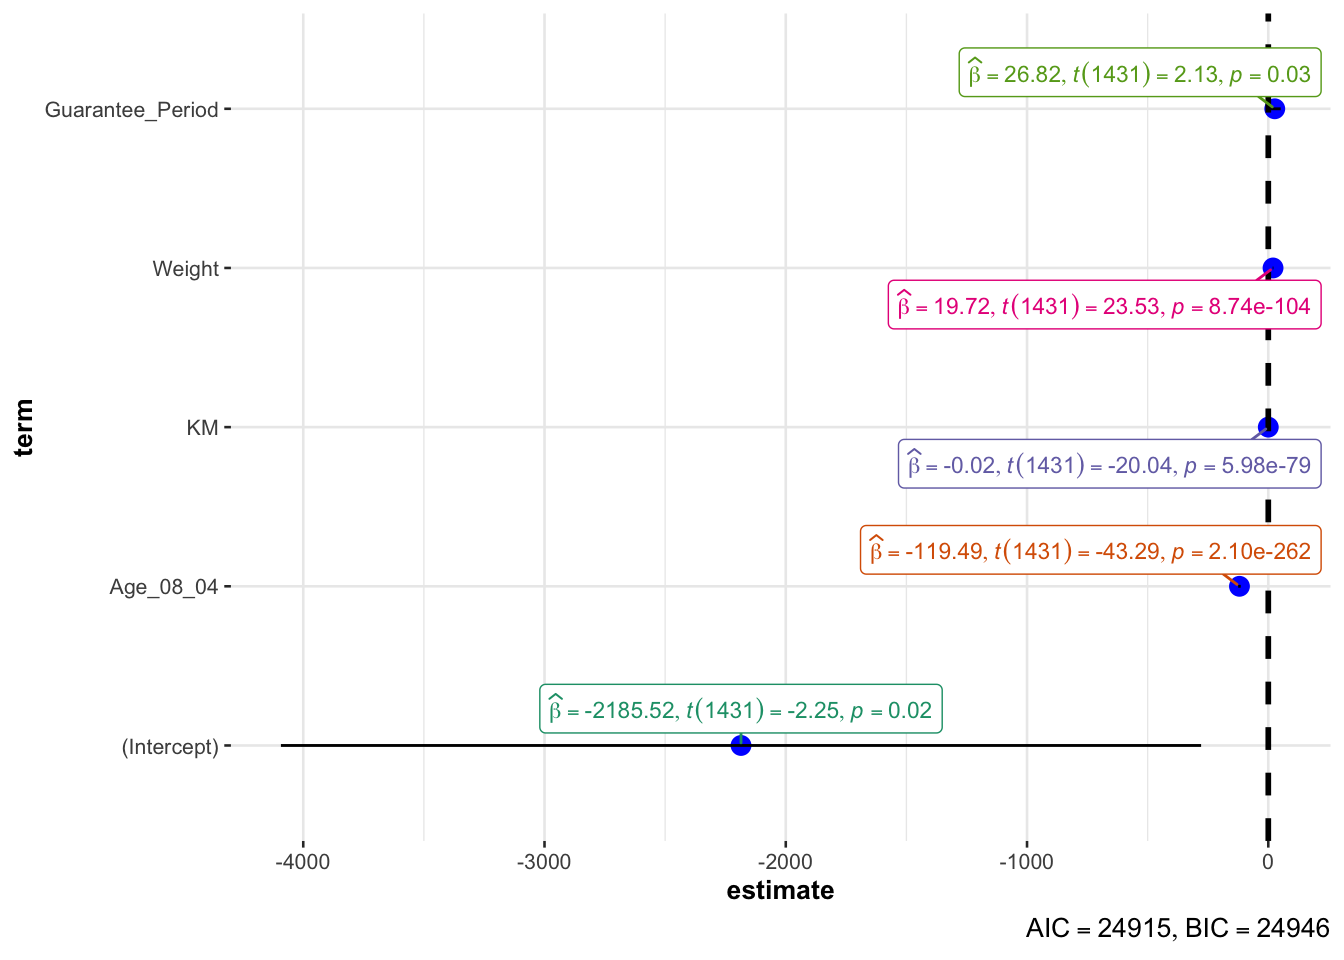 Guarantee_Period
β̂ = 26.82, t(1431) = 2.13, p = 0.03
Weight
β̂ = 19.72, t(1431) = 23.53, p = 8.74e-104
KM
β̂ = -0.02, t(1431) = -20.04, p = 5.98e-79
β̂ = -119.49, t(1431) = -43.29, p = 2.10e-262
Age_08_04
β̂ = -2185.52, t(1431) = -2.25, p = 0.02
(Intercept)
term
-4000 -3000 -2000 -1000 0
estimate
AIC = 24915, BIC = 24946